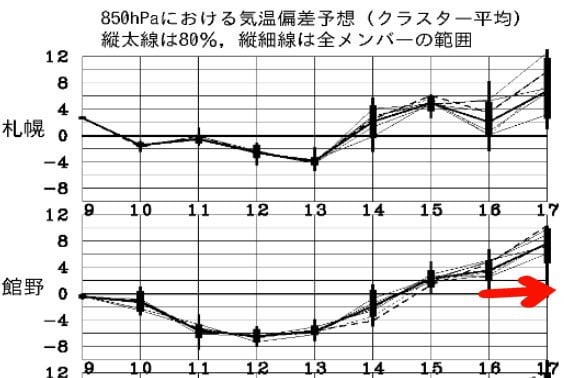 850hPaにおける気温偏差予想（クラスター平均）
縦太線は80%，縦細線は全メンバーの範囲
12
8
4
札幌 0
-4
-8
9 10 11 12 13 14 15 16 17
12
8
4
館野 0
-4
-8
12 9 10 11 12 13 14 15 16 17